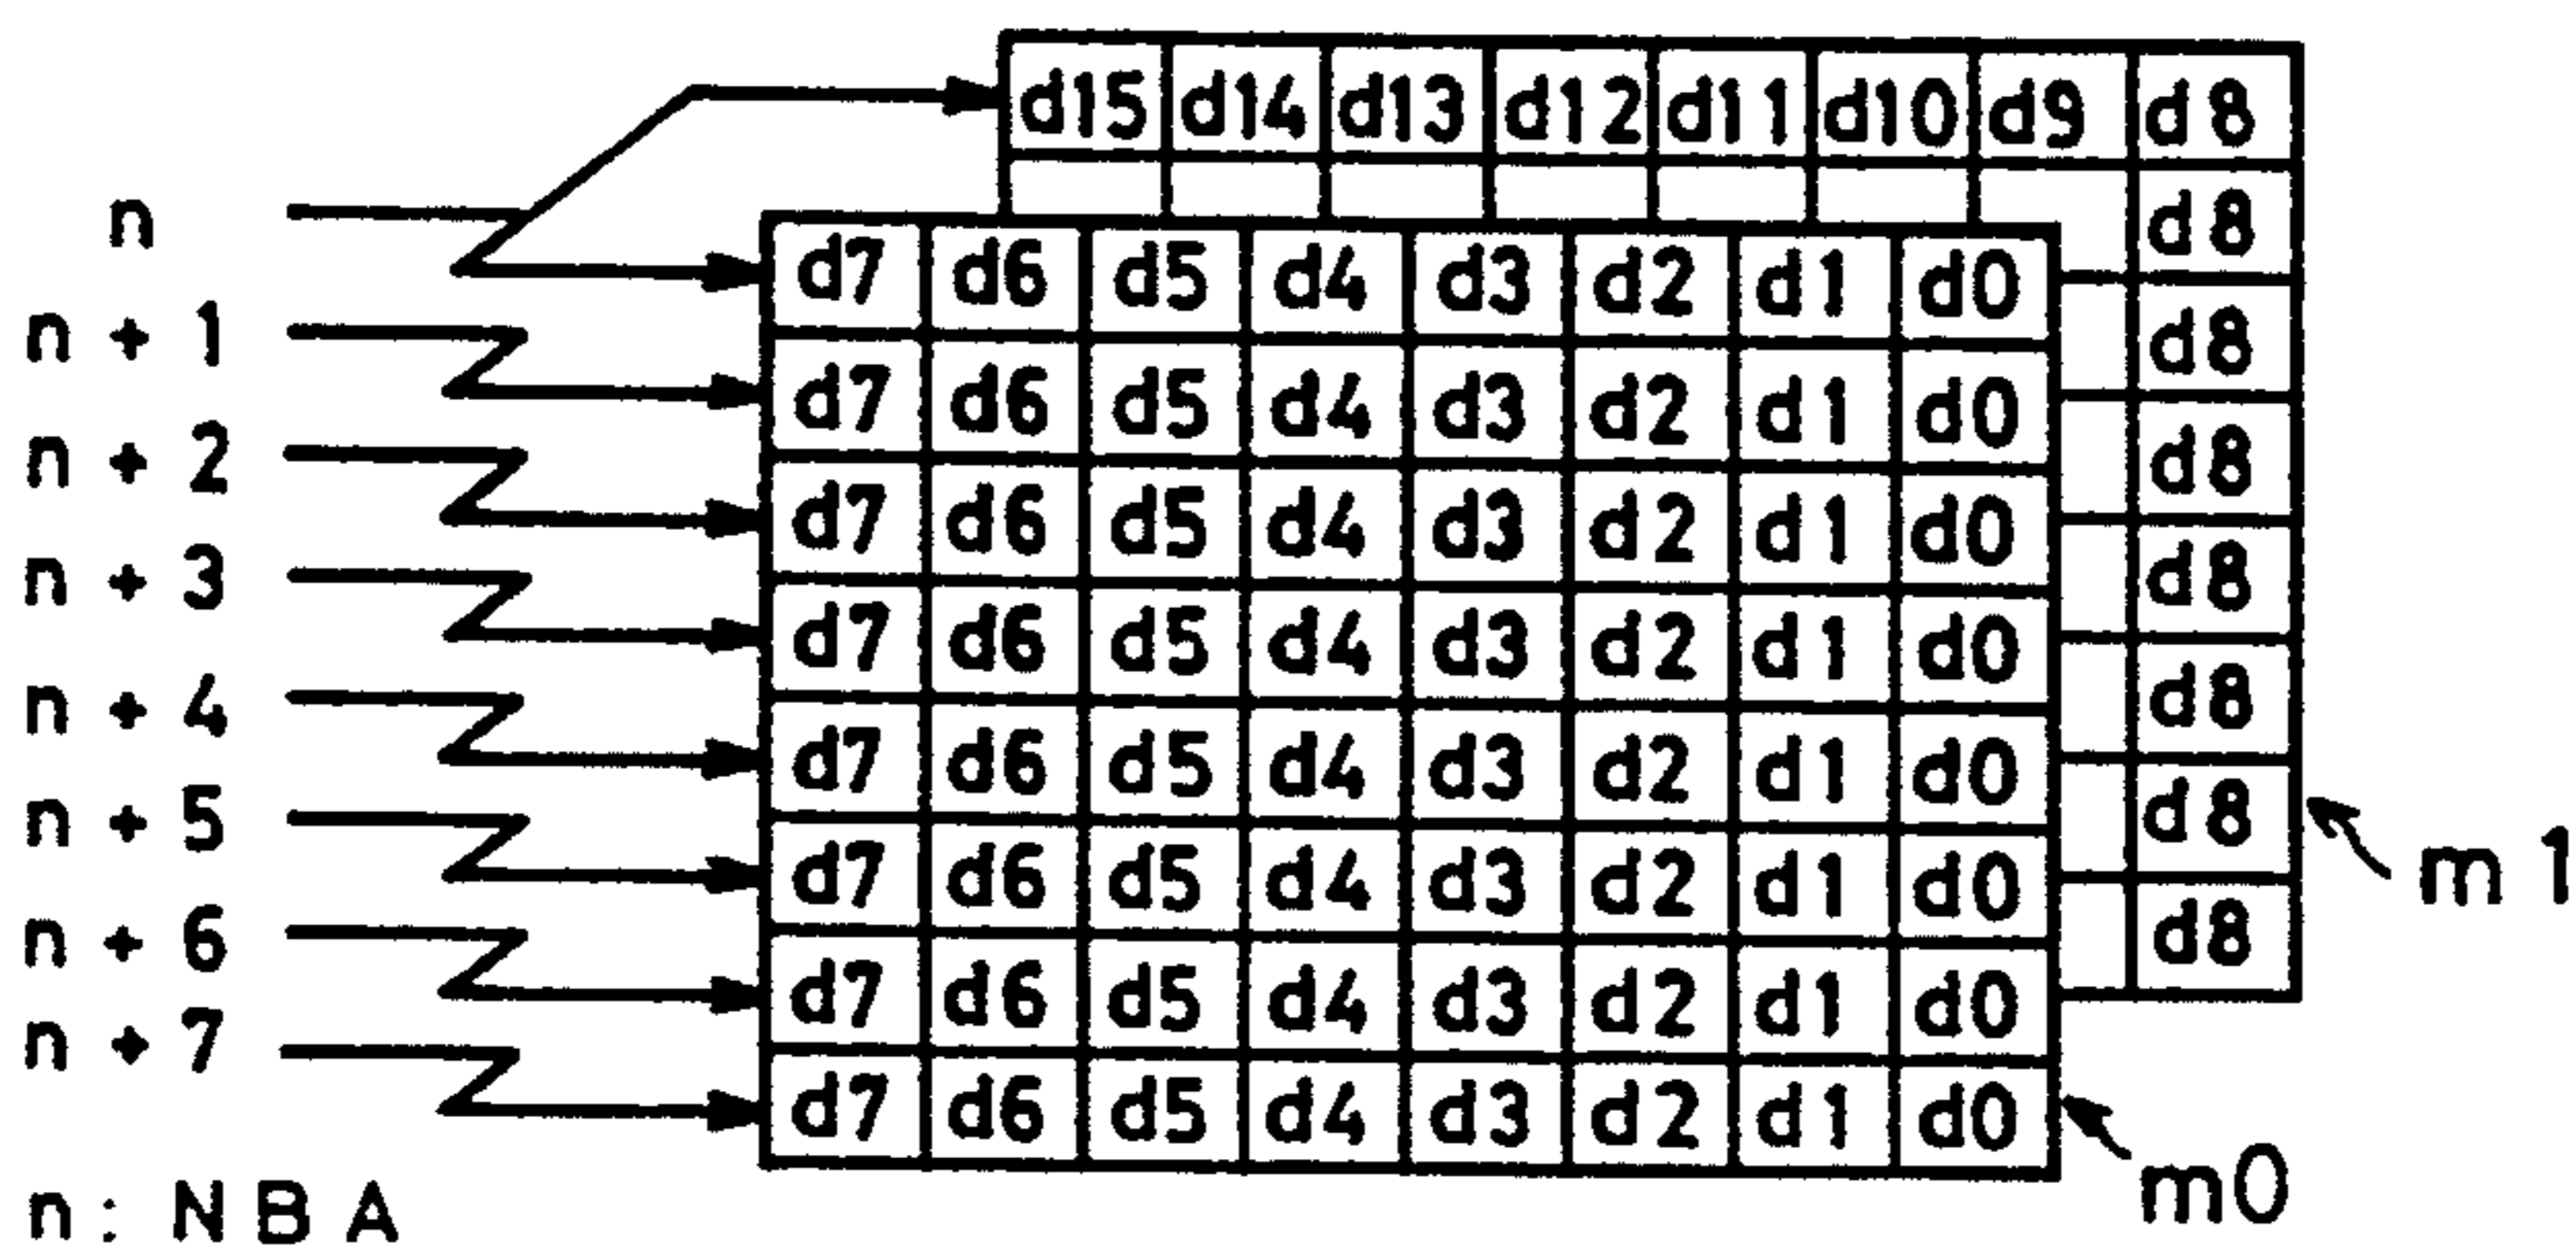 d15 d14 d13 d12 d11 d10 d9 d8
n d8
d7 d6 d5 d4 d3 d2 d1 d0
n + 1 d8
d7 d6 d5 d4 d3 d2 d1 d0
n + 2 d8
d7 d6 d5 d4 d3 d2 d1 d0
n + 3 d8
d7 d6 d5 d4 d3 d2 d1 d0
n + 4 d8
d7 d6 d5 d4 d3 d2 d1 d0
n + 5 d8
d7 d6 d5 d4 d3 d2 d1 d0
m1
n + 6 d8
d7 d6 d5 d4 d3 d2 d1 d0
n + 7
d7 d6 d5 d4 d3 d2 d1 d0
m0
n : NBA